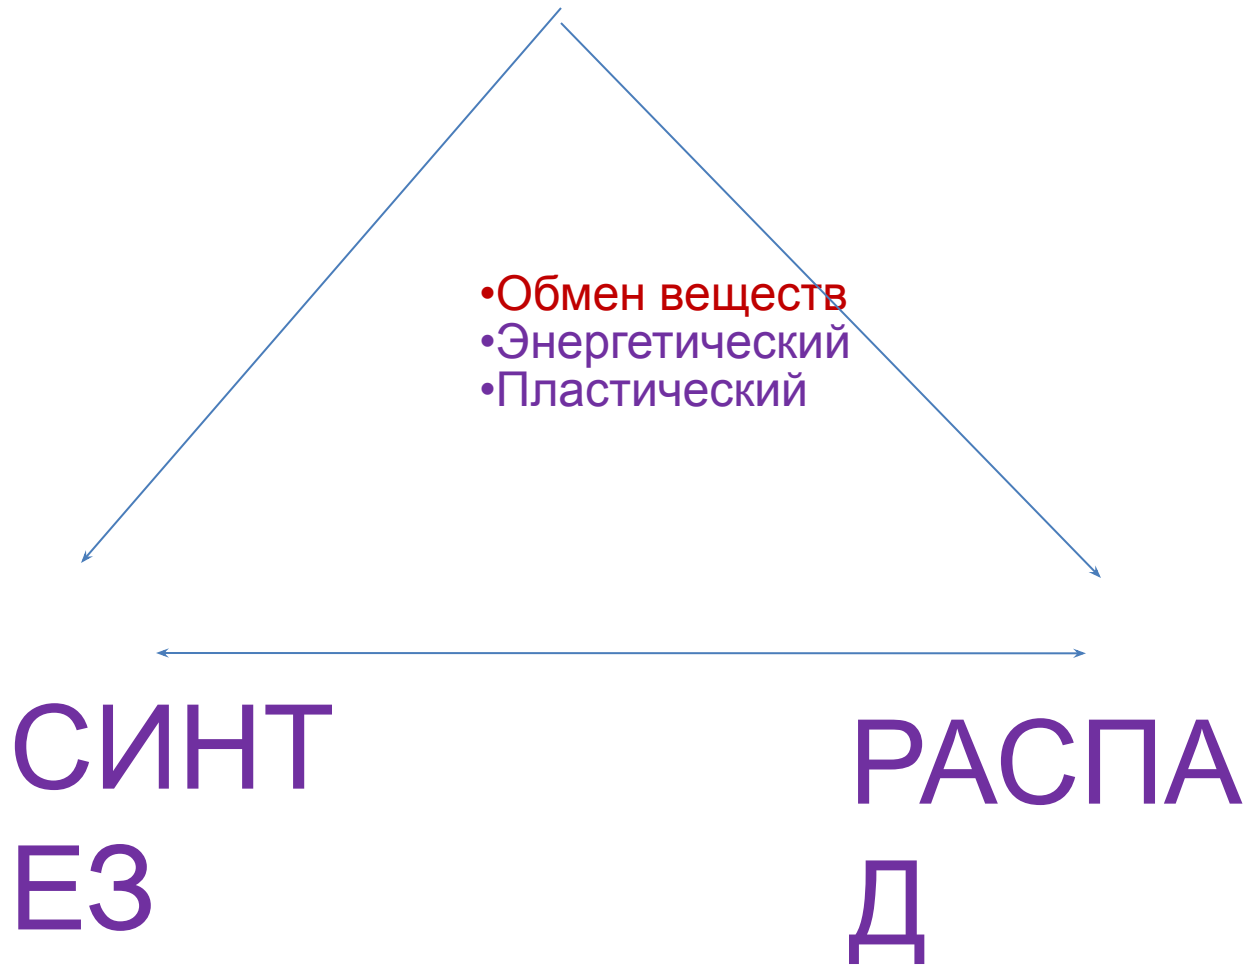 •Обмен веществ
•Энергетический
•Пластический
СИНТ
ЕЗ
РАСПА
Д